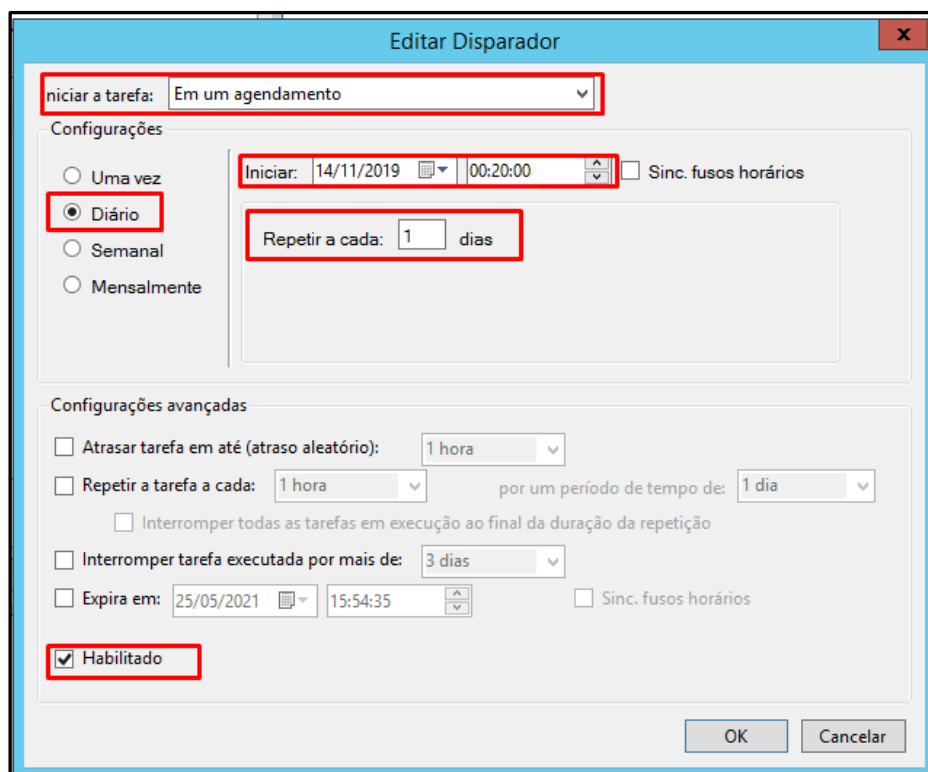 Editar Disparador
x
niciar a tarefa: Em um agendamento
Configurações
Uma vez
Diário
Semanal
Mensalmente
Iniciar: 14/11/2019 00:20:00 Sinc. fusos horários
Repetir a cada: 1 dias
Configurações avançadas
Atrasar tarefa em até (atraso aleatório): 1 hora
Repetir a tarefa a cada: 1 hora por um período de tempo de: 1 dia
Interromper todas as tarefas em execução ao final da duração da repetição
Interromper tarefa executada por mais de: 3 dias
Expira em: 25/05/2021 15:54:35 Sinc. fusos horários
Habilitado
OK Cancelar